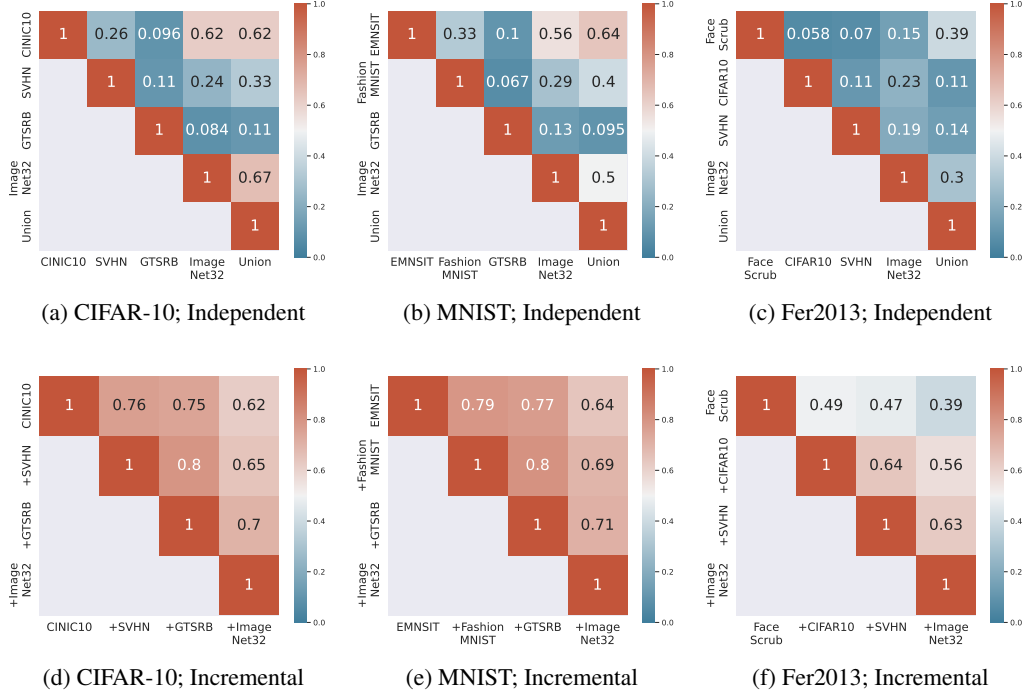 CINIC10 1 0.26 0.096 0.62 0.62 1.0
SVHN 1 0.11 0.24 0.33 0.8
GTSRB 1 0.084 0.11 0.6
Image Net32 1 0.67 0.4
Union 1 0.2
0.0
CINIC10 SVHN GTSRB Image Net32 Union
(a) CIFAR-10; Independent
EMNSIT 1 0.33 0.1 0.56 0.64 1.0
Fashion MNIST 1 0.067 0.29 0.4 0.8
GTSRB 1 0.13 0.095 0.6
Image Net32 1 0.5 0.4
Union 1 0.2
0.0
EMNSIT Fashion MNIST GTSRB Image Net32 Union
(b) MNIST; Independent
Face Scrub 1 0.058 0.07 0.15 0.39 1.0
CIFAR10 1 0.11 0.23 0.11 0.8
SVHN 1 0.19 0.14 0.6
Image Net32 1 0.3 0.4
Union 1 0.2
0.0
Face Scrub CIFAR10 SVHN Image Net32 Union
(c) Fer2013; Independent
CINIC10 1 0.76 0.75 0.62 1.0
+SVHN 1 0.8 0.65 0.8
+GTSRB 1 0.7 0.6
+Image Net32 1 0.4
0.2
0.0
CINIC10 +SVHN +GTSRB +Image Net32
(d) CIFAR-10; Incremental
EMNSIT 1 0.79 0.77 0.64 1.0
+Fashion MNIST 1 0.8 0.69 0.8
+GTSRB 1 0.71 0.6
+Image Net32 1 0.4
0.2
0.0
EMNSIT +Fashion MNIST +GTSRB +Image Net32
(e) MNIST; Incremental
Face Scrub 1 0.49 0.47 0.39 1.0
+CIFAR10 1 0.64 0.56 0.8
+SVHN 1 0.63 0.6
+Image Net32 1 0.4
0.2
0.0
Face Scrub +CIFAR10 +SVHN +Image Net32
(f) Fer2013; Incremental